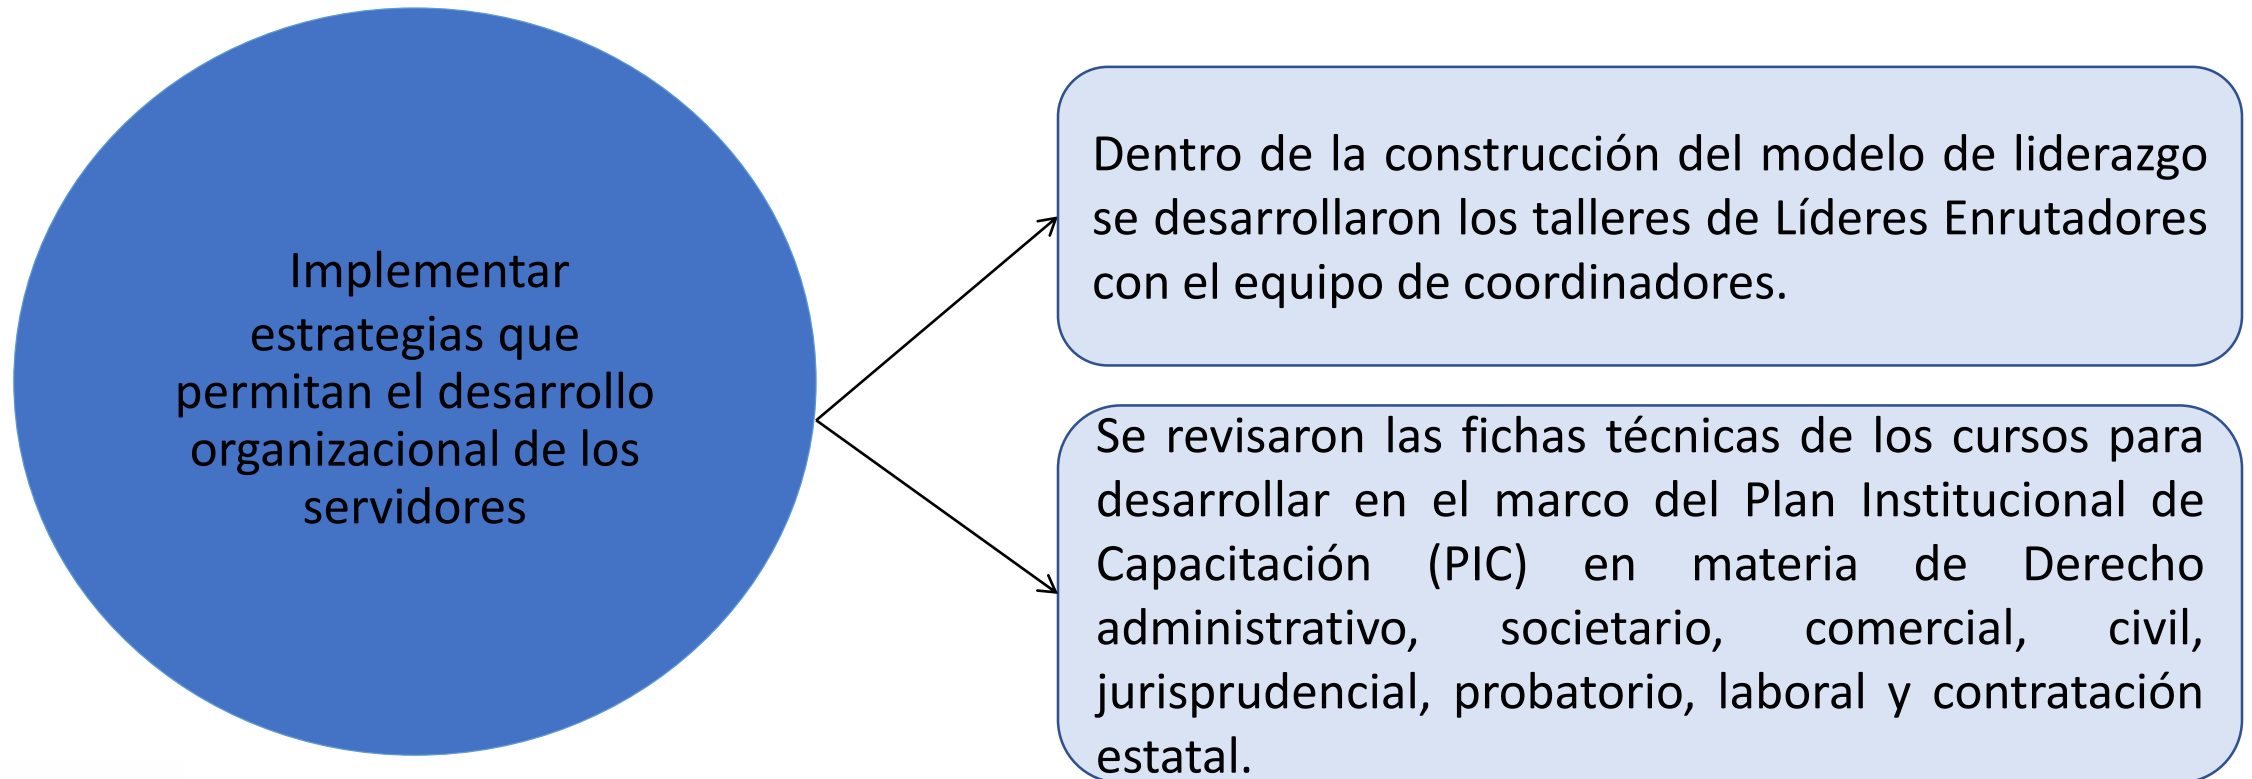 Implementar
estrategias que
permitan el desarrollo
organizacional de los
servidores
Dentro de la construcción del modelo de liderazgo
se desarrollaron los talleres de Líderes Enrutadores
con el equipo de coordinadores.
Se revisaron las fichas técnicas de los cursos para
desarrollar en el marco del Plan Institucional de
Capacitación (PIC) en materia de Derecho
administrativo, societario, comercial, civil,
jurisprudencial, probatorio, laboral y contratación
estatal.